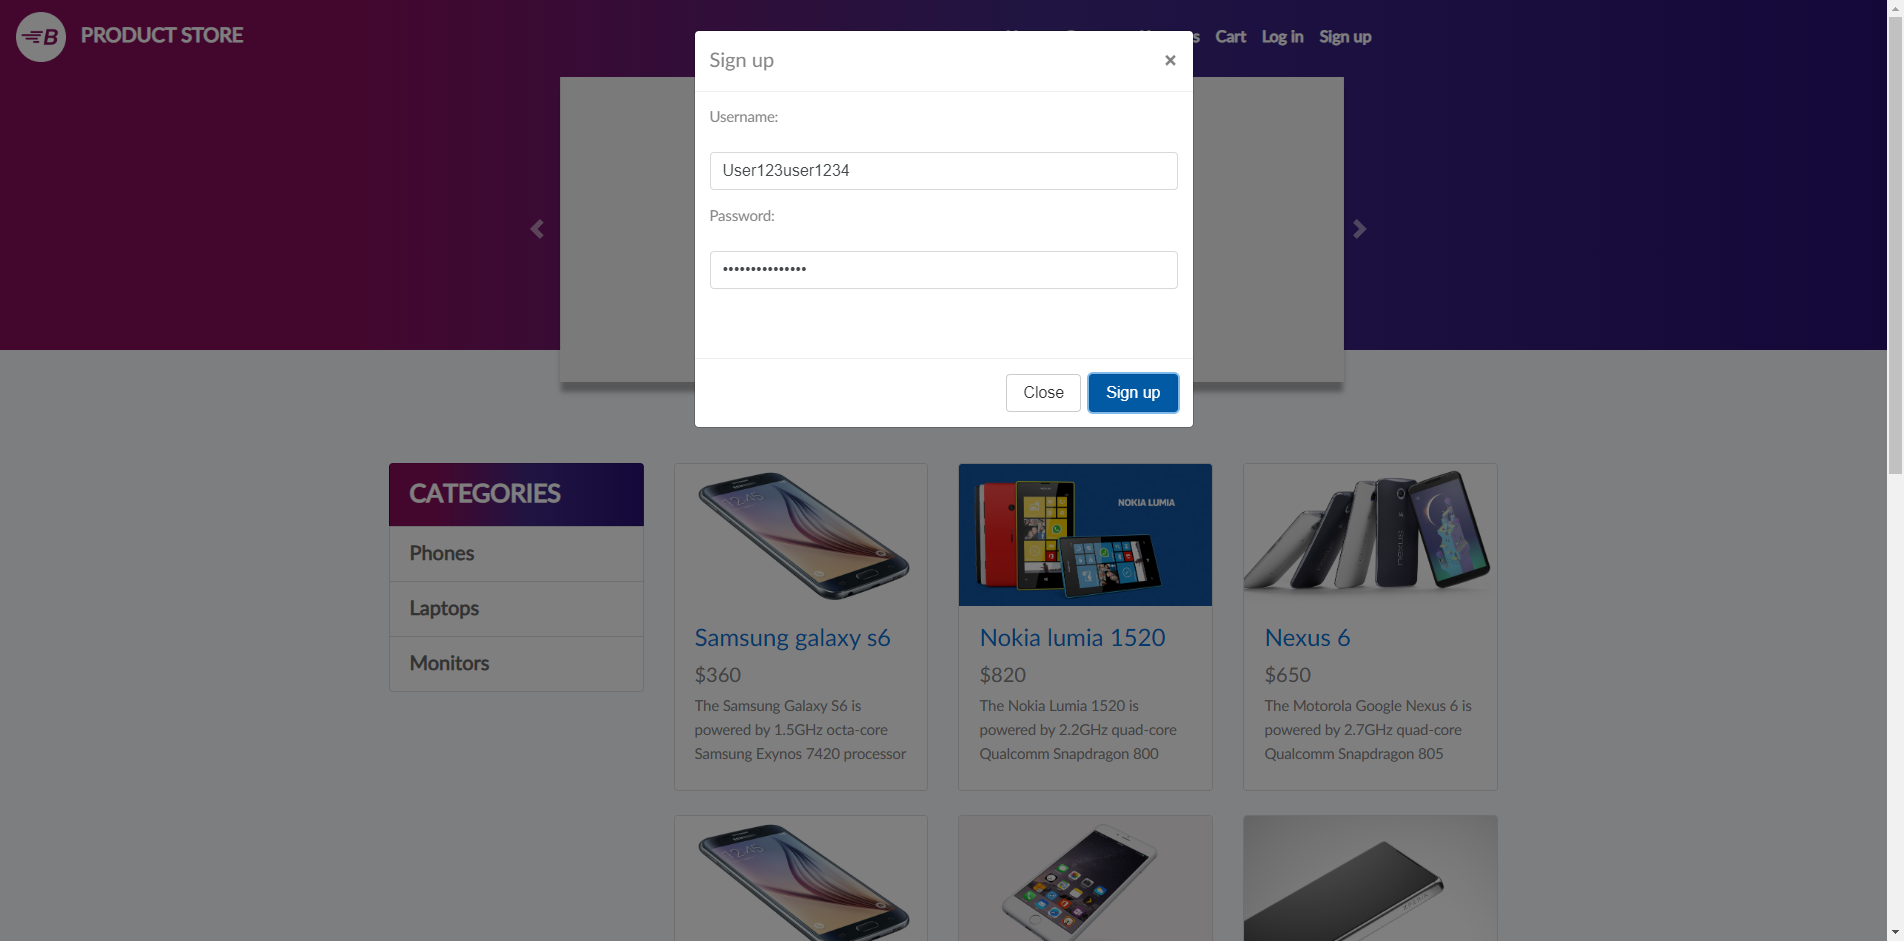 B PRODUCT STORE
Cart Log in Sign up
Sign up ×
Username:
User123user1234
Password:
•••••••••••••••
Close Sign up
CATEGORIES
Phones
Laptops
Monitors
NOKIA LUMIA
Samsung galaxy s6
$360
The Samsung Galaxy S6 is
powered by 1.5GHz octa-core
Samsung Exynos 7420 processor
Nokia lumia 1520
$820
The Nokia Lumia 1520 is
powered by 2.2GHz quad-core
Qualcomm Snapdragon 800
nexus
Nexus 6
$650
The Motorola Google Nexus 6 is
powered by 2.7GHz quad-core
Qualcomm Snapdragon 805
XPERIA